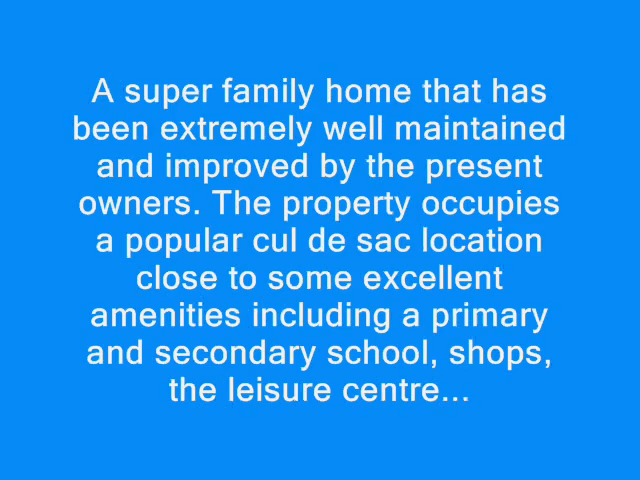 A super family home that has
been extremely well maintained
and improved by the present
owners. The property occupies
a popular cul de sac location
close to some excellent
amenities including a primary
and secondary school, shops,
the leisure centre...